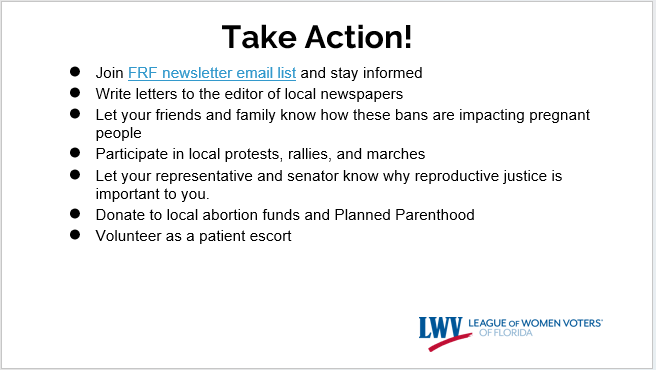 Take Action!
● Join FRF newsletter email list and stay informed
● Write letters to the editor of local newspapers
● Let your friends and family know how these bans are impacting pregnant
people
● Participate in local protests, rallies, and marches
● Let your representative and senator know why reproductive justice is
important to you.
● Donate to local abortion funds and Planned Parenthood
● Volunteer as a patient escort
LWV LEAGUE OF WOMEN VOTERS®
OF FLORIDA